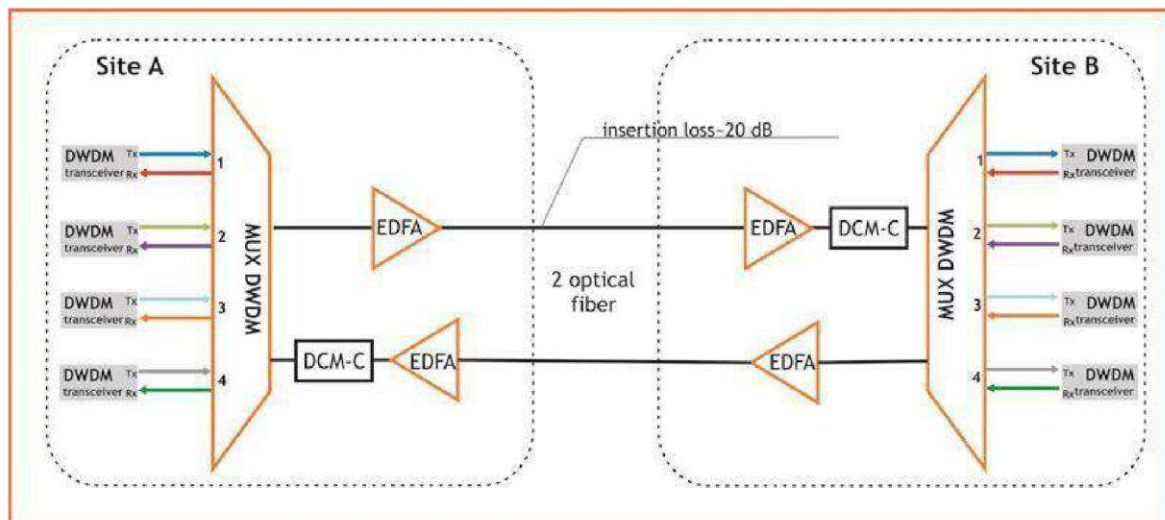 Site A
Site B
insertion loss~20 dB
DWDM Tx
transceiver Rx
1
DWDM Tx
transceiver Rx
2
DWDM Tx
transceiver Rx
3
DWDM Tx
transceiver Rx
4
MUX DWDM
EDFA
EDFA
DCM-C
2 optical
fiber
DCM-C
EDFA
EDFA
MUX DWDM
1
Tx DWDM
Rx transceiver
2
Tx DWDM
Rx transceiver
3
Tx DWDM
Rx transceiver
4
Tx DWDM
Rx transceiver